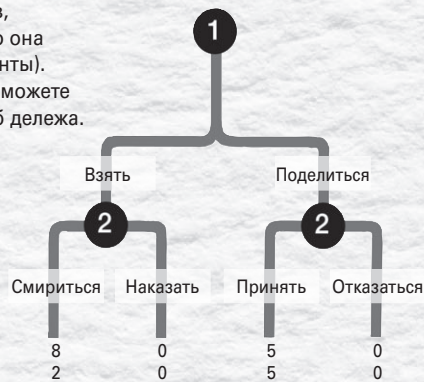 в,
о она
нты).
можете
б дележа.
1
Взять Поделиться
2 2
Смириться Наказать Принять Отказаться
8 0 5 0
2 0 5 0